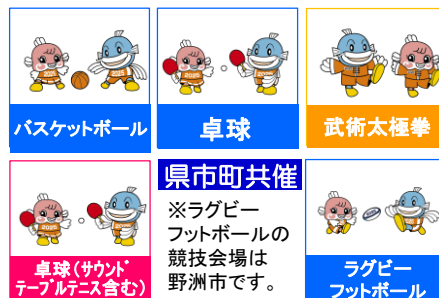 バスケットボール
卓球
武術太極拳
卓球(サウンド
テーブルテニス含む)
県市町共催
※ラグビー
フットボールの
競技会場は
野洲市です。
ラグビー
フットボール